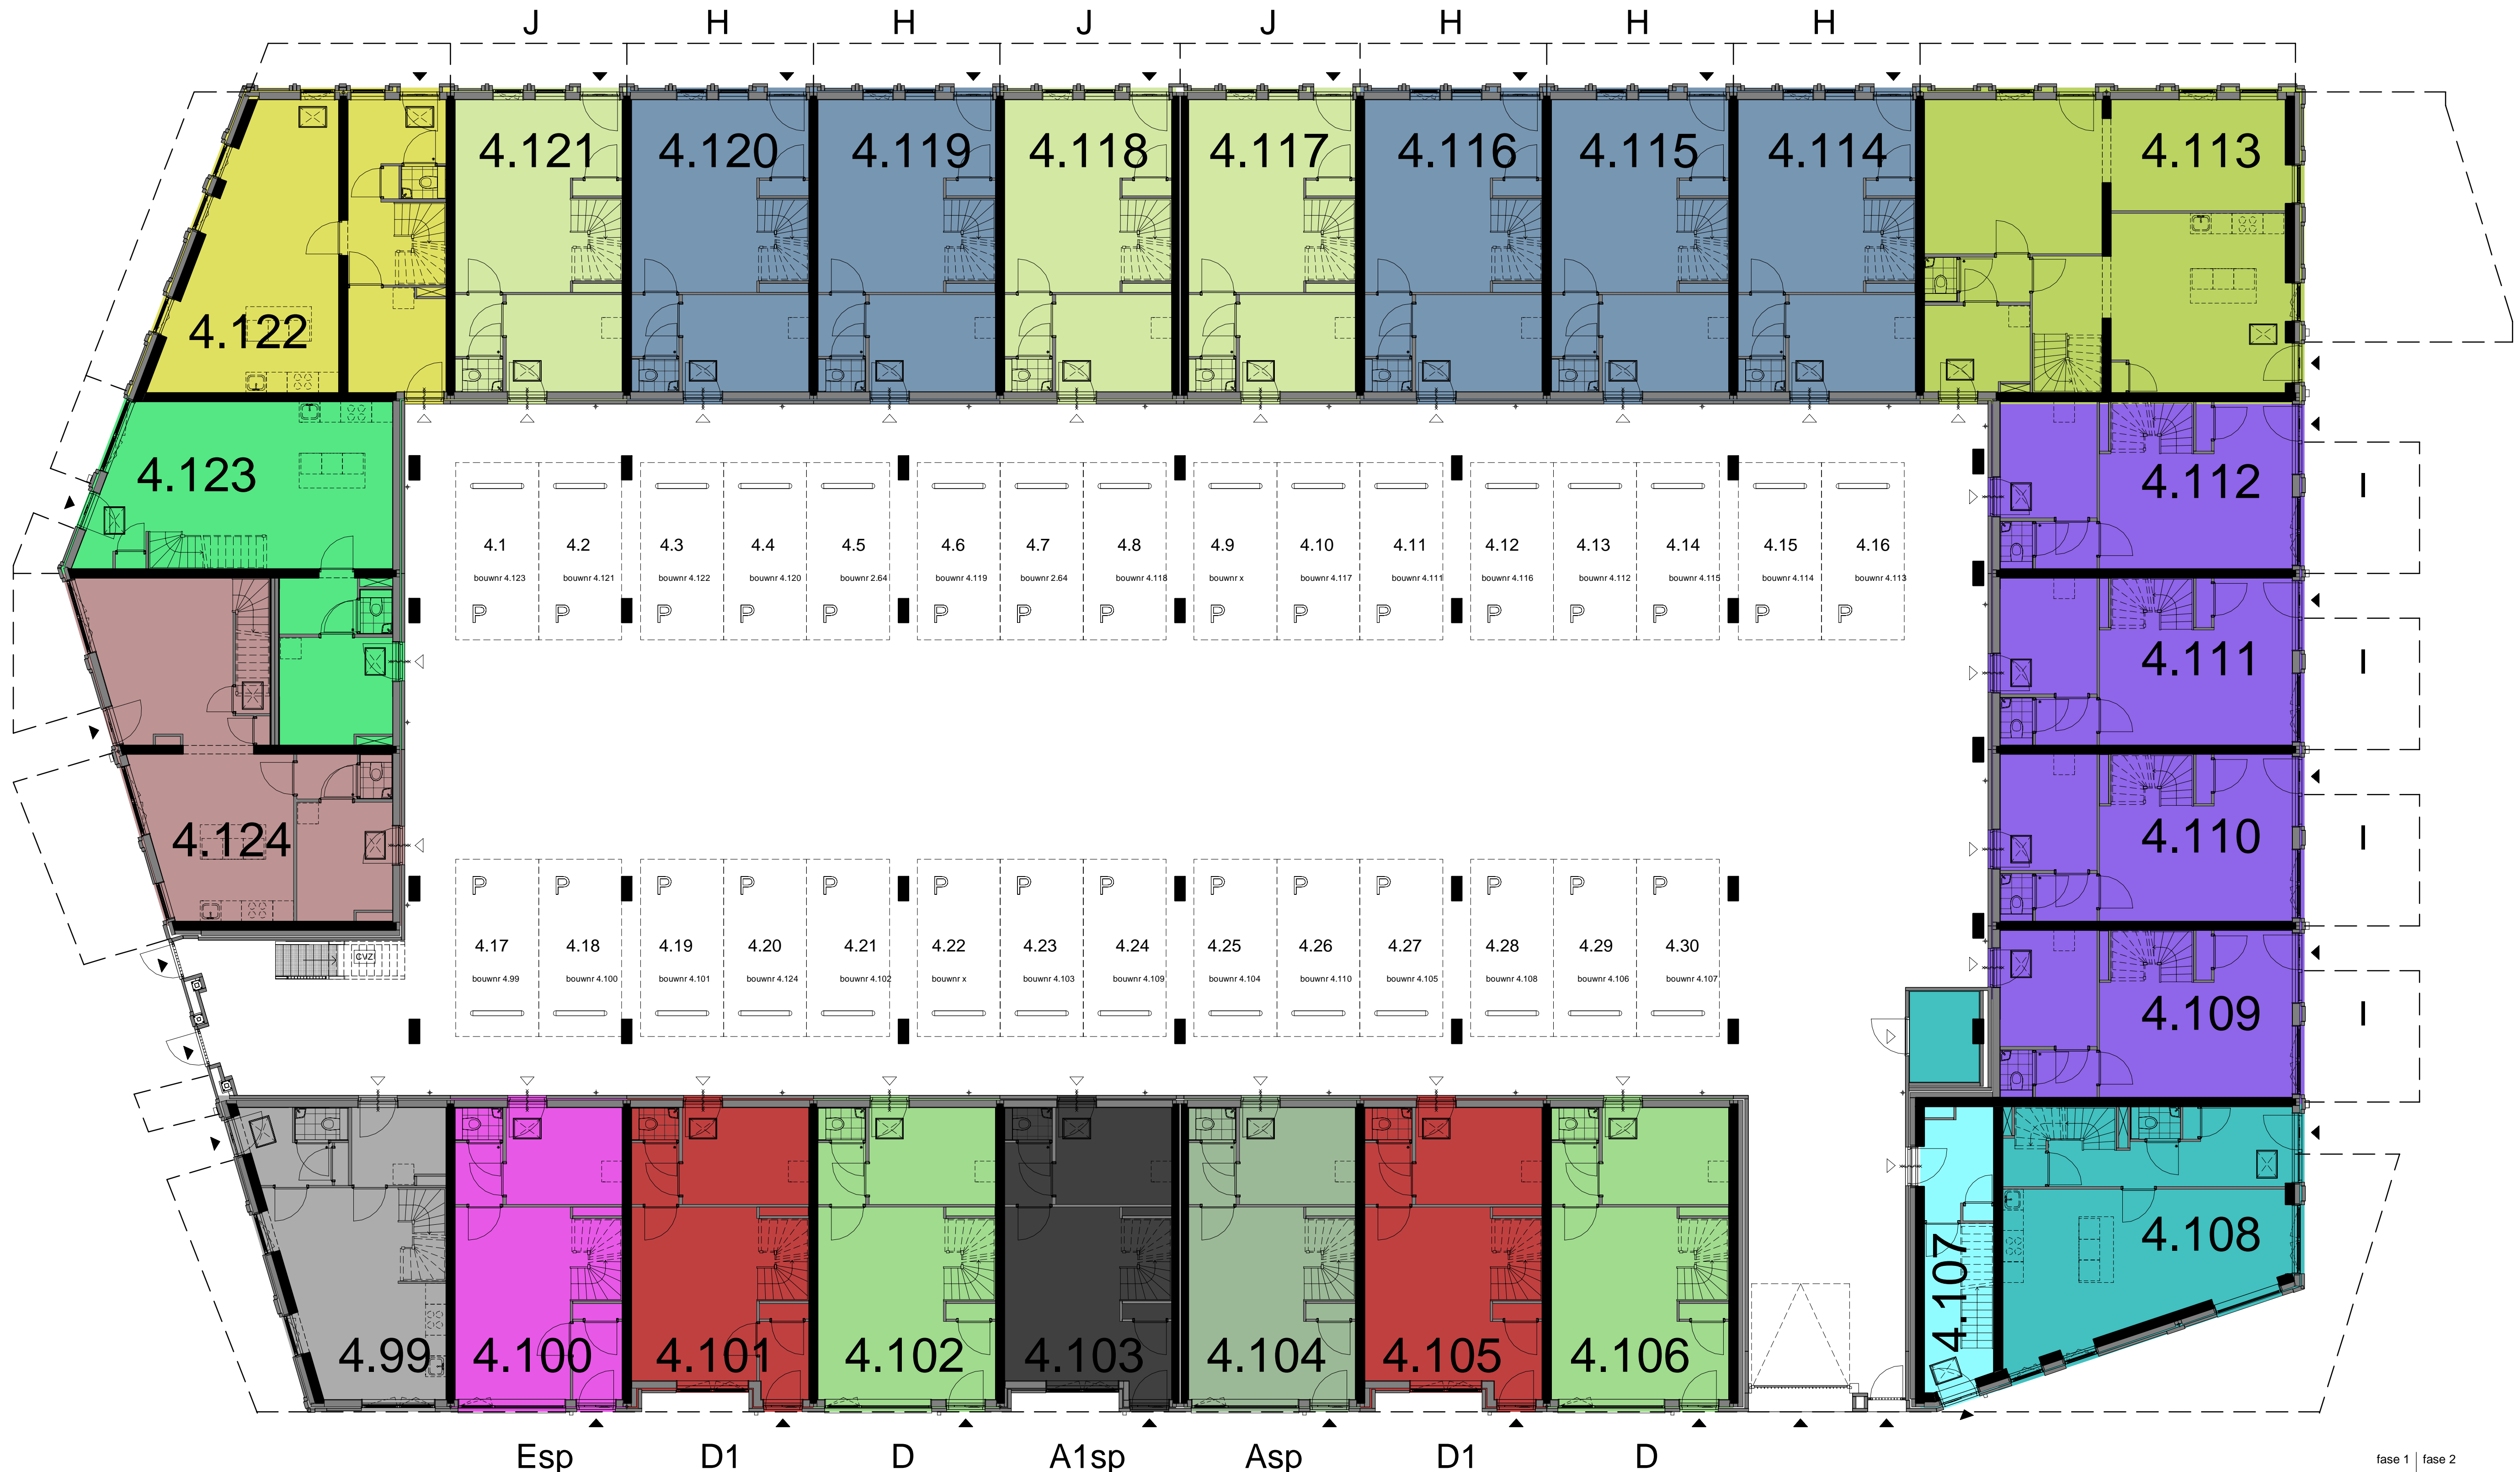 J H H J J H H H
4.121 4.120 4.119 4.118 4.117 4.116 4.115 4.114 4.113
4.122
4.123
4.112 I
4.1 4.2 4.3 4.4 4.5 4.6 4.7 4.8 4.9 4.10 4.11 4.12 4.13 4.14 4.15 4.16
bouwnr 4.123 bouwnr 4.121 bouwnr 4.122 bouwnr 4.120 bouwnr 2.64 bouwnr 4.119 bouwnr 2.64 bouwnr 4.118 bouwnr x bouwnr 4.117 bouwnr 4.111 bouwnr 4.116 bouwnr 4.112 bouwnr 4.115 bouwnr 4.114 bouwnr 4.113
P P P P P P P P P P P P P P P P
4.111 I
4.124
4.110 I
P P P P P P P P P P P P P P
4.17 4.18 4.19 4.20 4.21 4.22 4.23 4.24 4.25 4.26 4.27 4.28 4.29 4.30
CVZ
bouwnr 4.99 bouwnr 4.100 bouwnr 4.101 bouwnr 4.124 bouwnr 4.102 bouwnr x bouwnr 4.103 bouwnr 4.109 bouwnr 4.104 bouwnr 4.110 bouwnr 4.105 bouwnr 4.108 bouwnr 4.106 bouwnr 4.107
4.109 I
4.108
4.107
4.99 4.100 4.101 4.102 4.103 4.104 4.105 4.106
Esp D1 D A1sp Asp D1 D
fase 1 fase 2